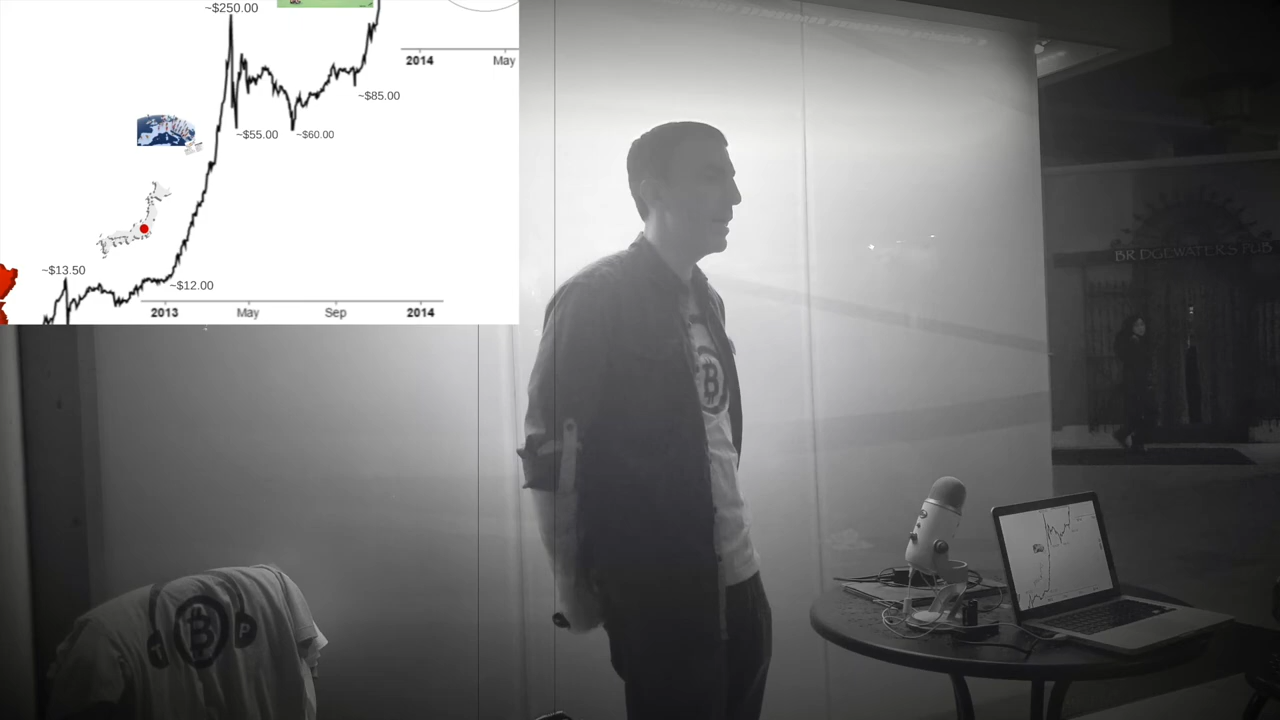 ~$250.00
2014 May
~$85.00
~$55.00 ~$60.00
~$13.50
~$12.00
2013 May Sep 2014
BRIDGEWATERS PUB
B
T B P